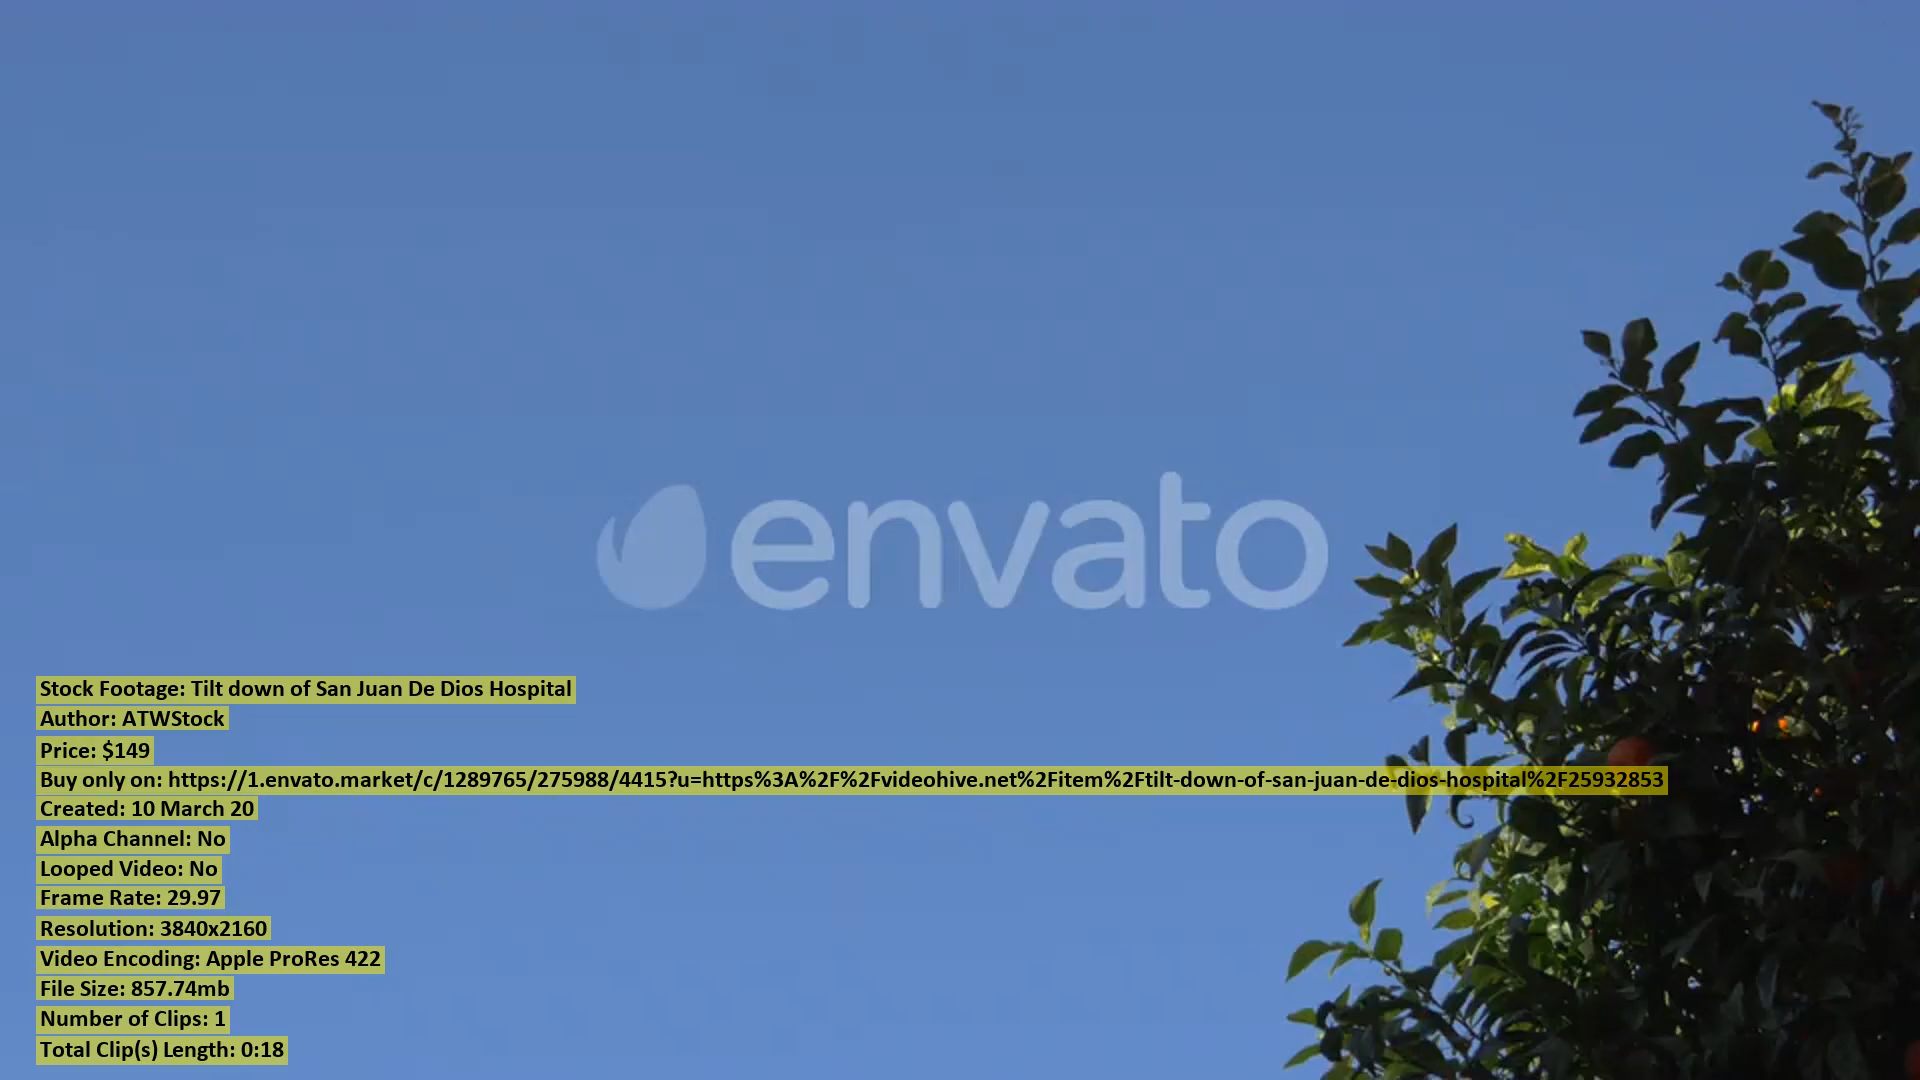 envato
Stock Footage: Tilt down of San Juan De Dios Hospital
Author: ATWStock
Price: $149
Buy only on: https://1.envato.market/c/1289765/275988/4415?u=https%3A%2F%2Fvideohive.net%2Fitem%2Ftilt-down-of-san-juan-de-dios-hospital%2F25932853
Created: 10 March 20
Alpha Channel: No
Looped Video: No
Frame Rate: 29.97
Resolution: 3840x2160
Video Encoding: Apple ProRes 422
File Size: 857.74mb
Number of Clips: 1
Total Clip(s) Length: 0:18